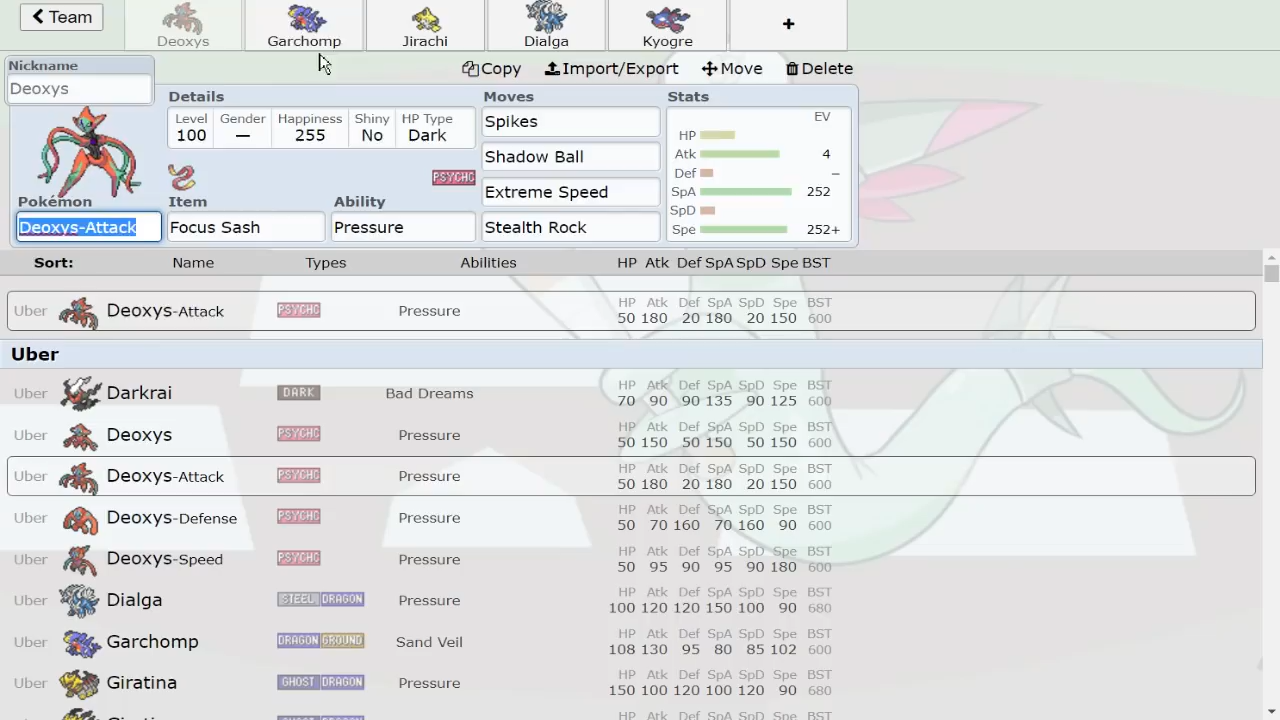 Team
Deoxys
Garchomp
Jirachi
Dialga
Kyogre
+
Copy
Import/Export
Move
Delete
Nickname
Deoxys
Details
Level
100
Gender
—
Happiness
255
Shiny
No
HP Type
Dark
PSYCHC
Pokémon
Deoxys-Attack
Item
Focus Sash
Ability
Pressure
Moves
Spikes
Shadow Ball
Extreme Speed
Stealth Rock
Stats
EV
HP
Atk 4
Def –
SpA 252
SpD
Spe 252+
Sort: Name Types Abilities HP Atk Def SpA SpD Spe BST
HP Atk Def SpA SpD Spe BST
Uber Deoxys-Attack PSYCHC Pressure 50 180 20 180 20 150 600
Uber
HP Atk Def SpA SpD Spe BST
Uber Darkrai DARK Bad Dreams 70 90 90 135 90 125 600
HP Atk Def SpA SpD Spe BST
Uber Deoxys PSYCHC Pressure 50 150 50 150 50 150 600
HP Atk Def SpA SpD Spe BST
Uber Deoxys-Attack PSYCHC Pressure 50 180 20 180 20 150 600
HP Atk Def SpA SpD Spe BST
Uber Deoxys-Defense PSYCHC Pressure 50 70 160 70 160 90 600
HP Atk Def SpA SpD Spe BST
Uber Deoxys-Speed PSYCHC Pressure 50 95 90 95 90 180 600
HP Atk Def SpA SpD Spe BST
Uber Dialga STEEL DRAGON Pressure 100 120 120 150 100 90 680
HP Atk Def SpA SpD Spe BST
Uber Garchomp DRAGON GROUND Sand Veil 108 130 95 80 85 102 600
HP Atk Def SpA SpD Spe BST
Uber Giratina GHOST DRAGON Pressure 150 100 120 100 120 90 680